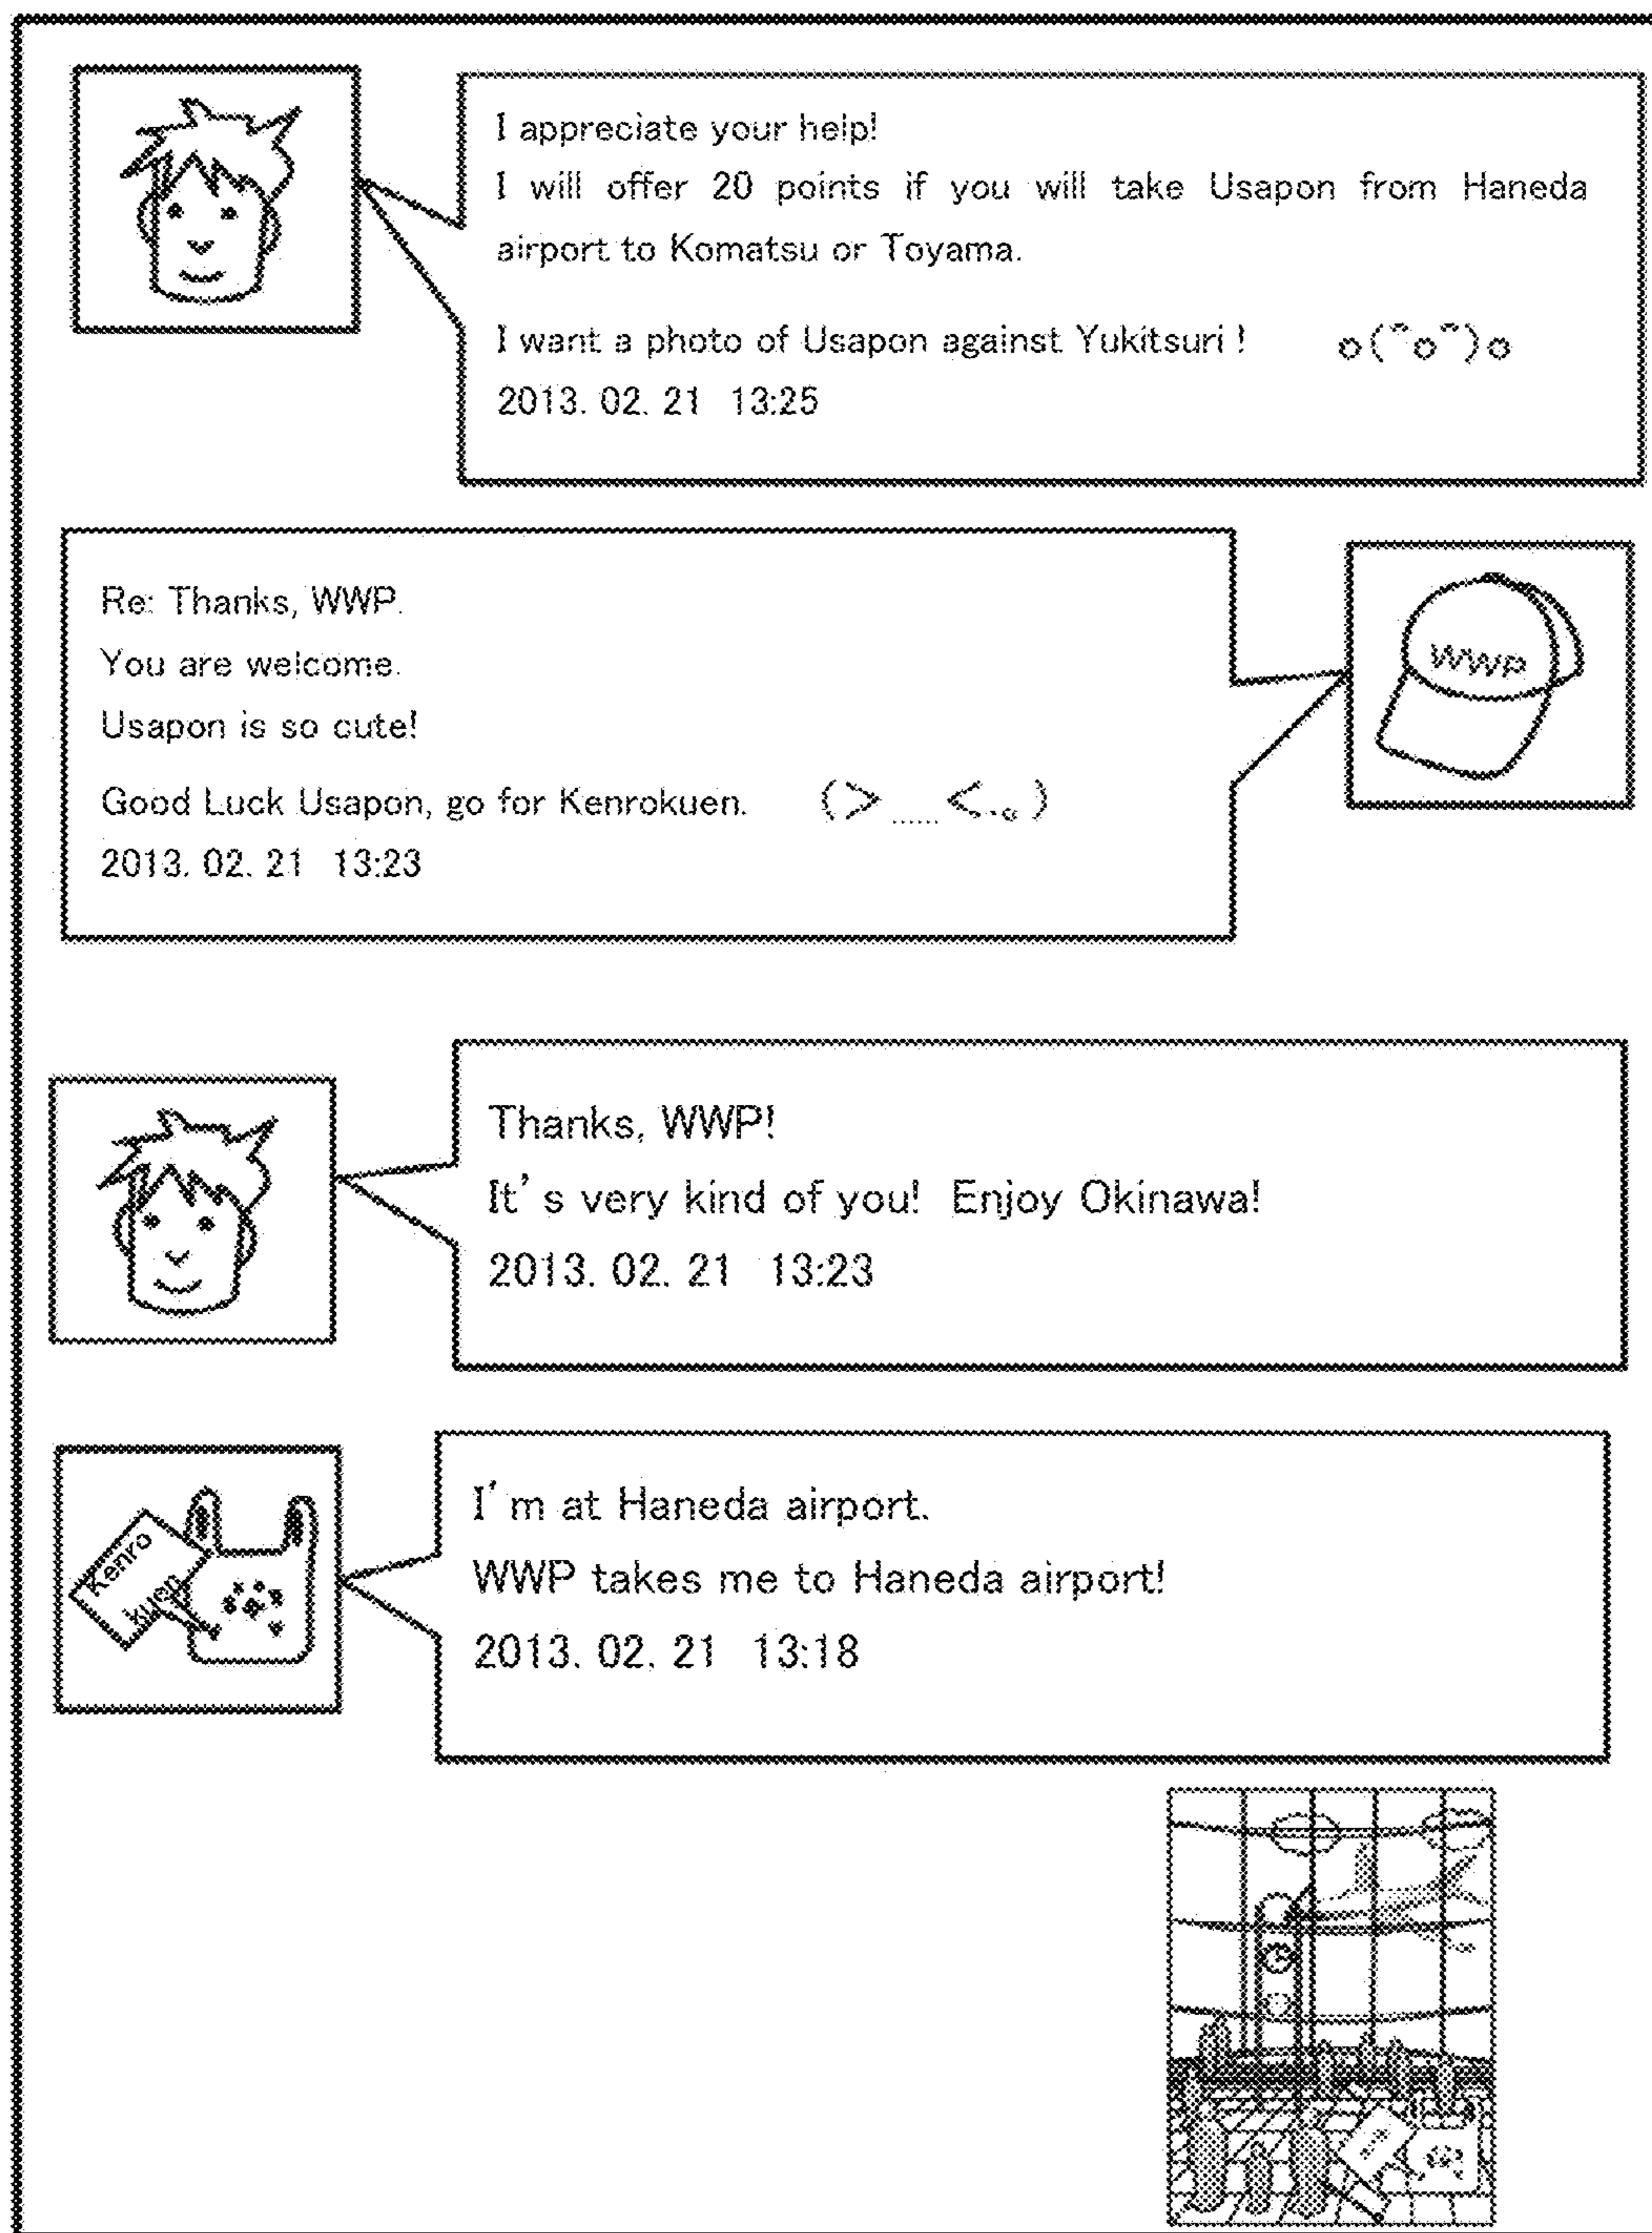 I appreciate your help!
I will offer 20 points if you will take Usapon from Haneda
airport to Komatsu or Toyama.
I want a photo of Usapon against Yukitsuri ! o(^o^)o
2013. 02. 21 13:25
Re: Thanks, WWP.
You are welcome.
Usapon is so cute!
Good Luck Usapon, go for Kenrokuen. (>__<.。)
2013. 02. 21 13:23
WWP
Thanks, WWP!
It's very kind of you! Enjoy Okinawa!
2013. 02. 21 13:23
Kenro
kuen
I'm at Haneda airport.
WWP takes me to Haneda airport!
2013. 02. 21 13:18